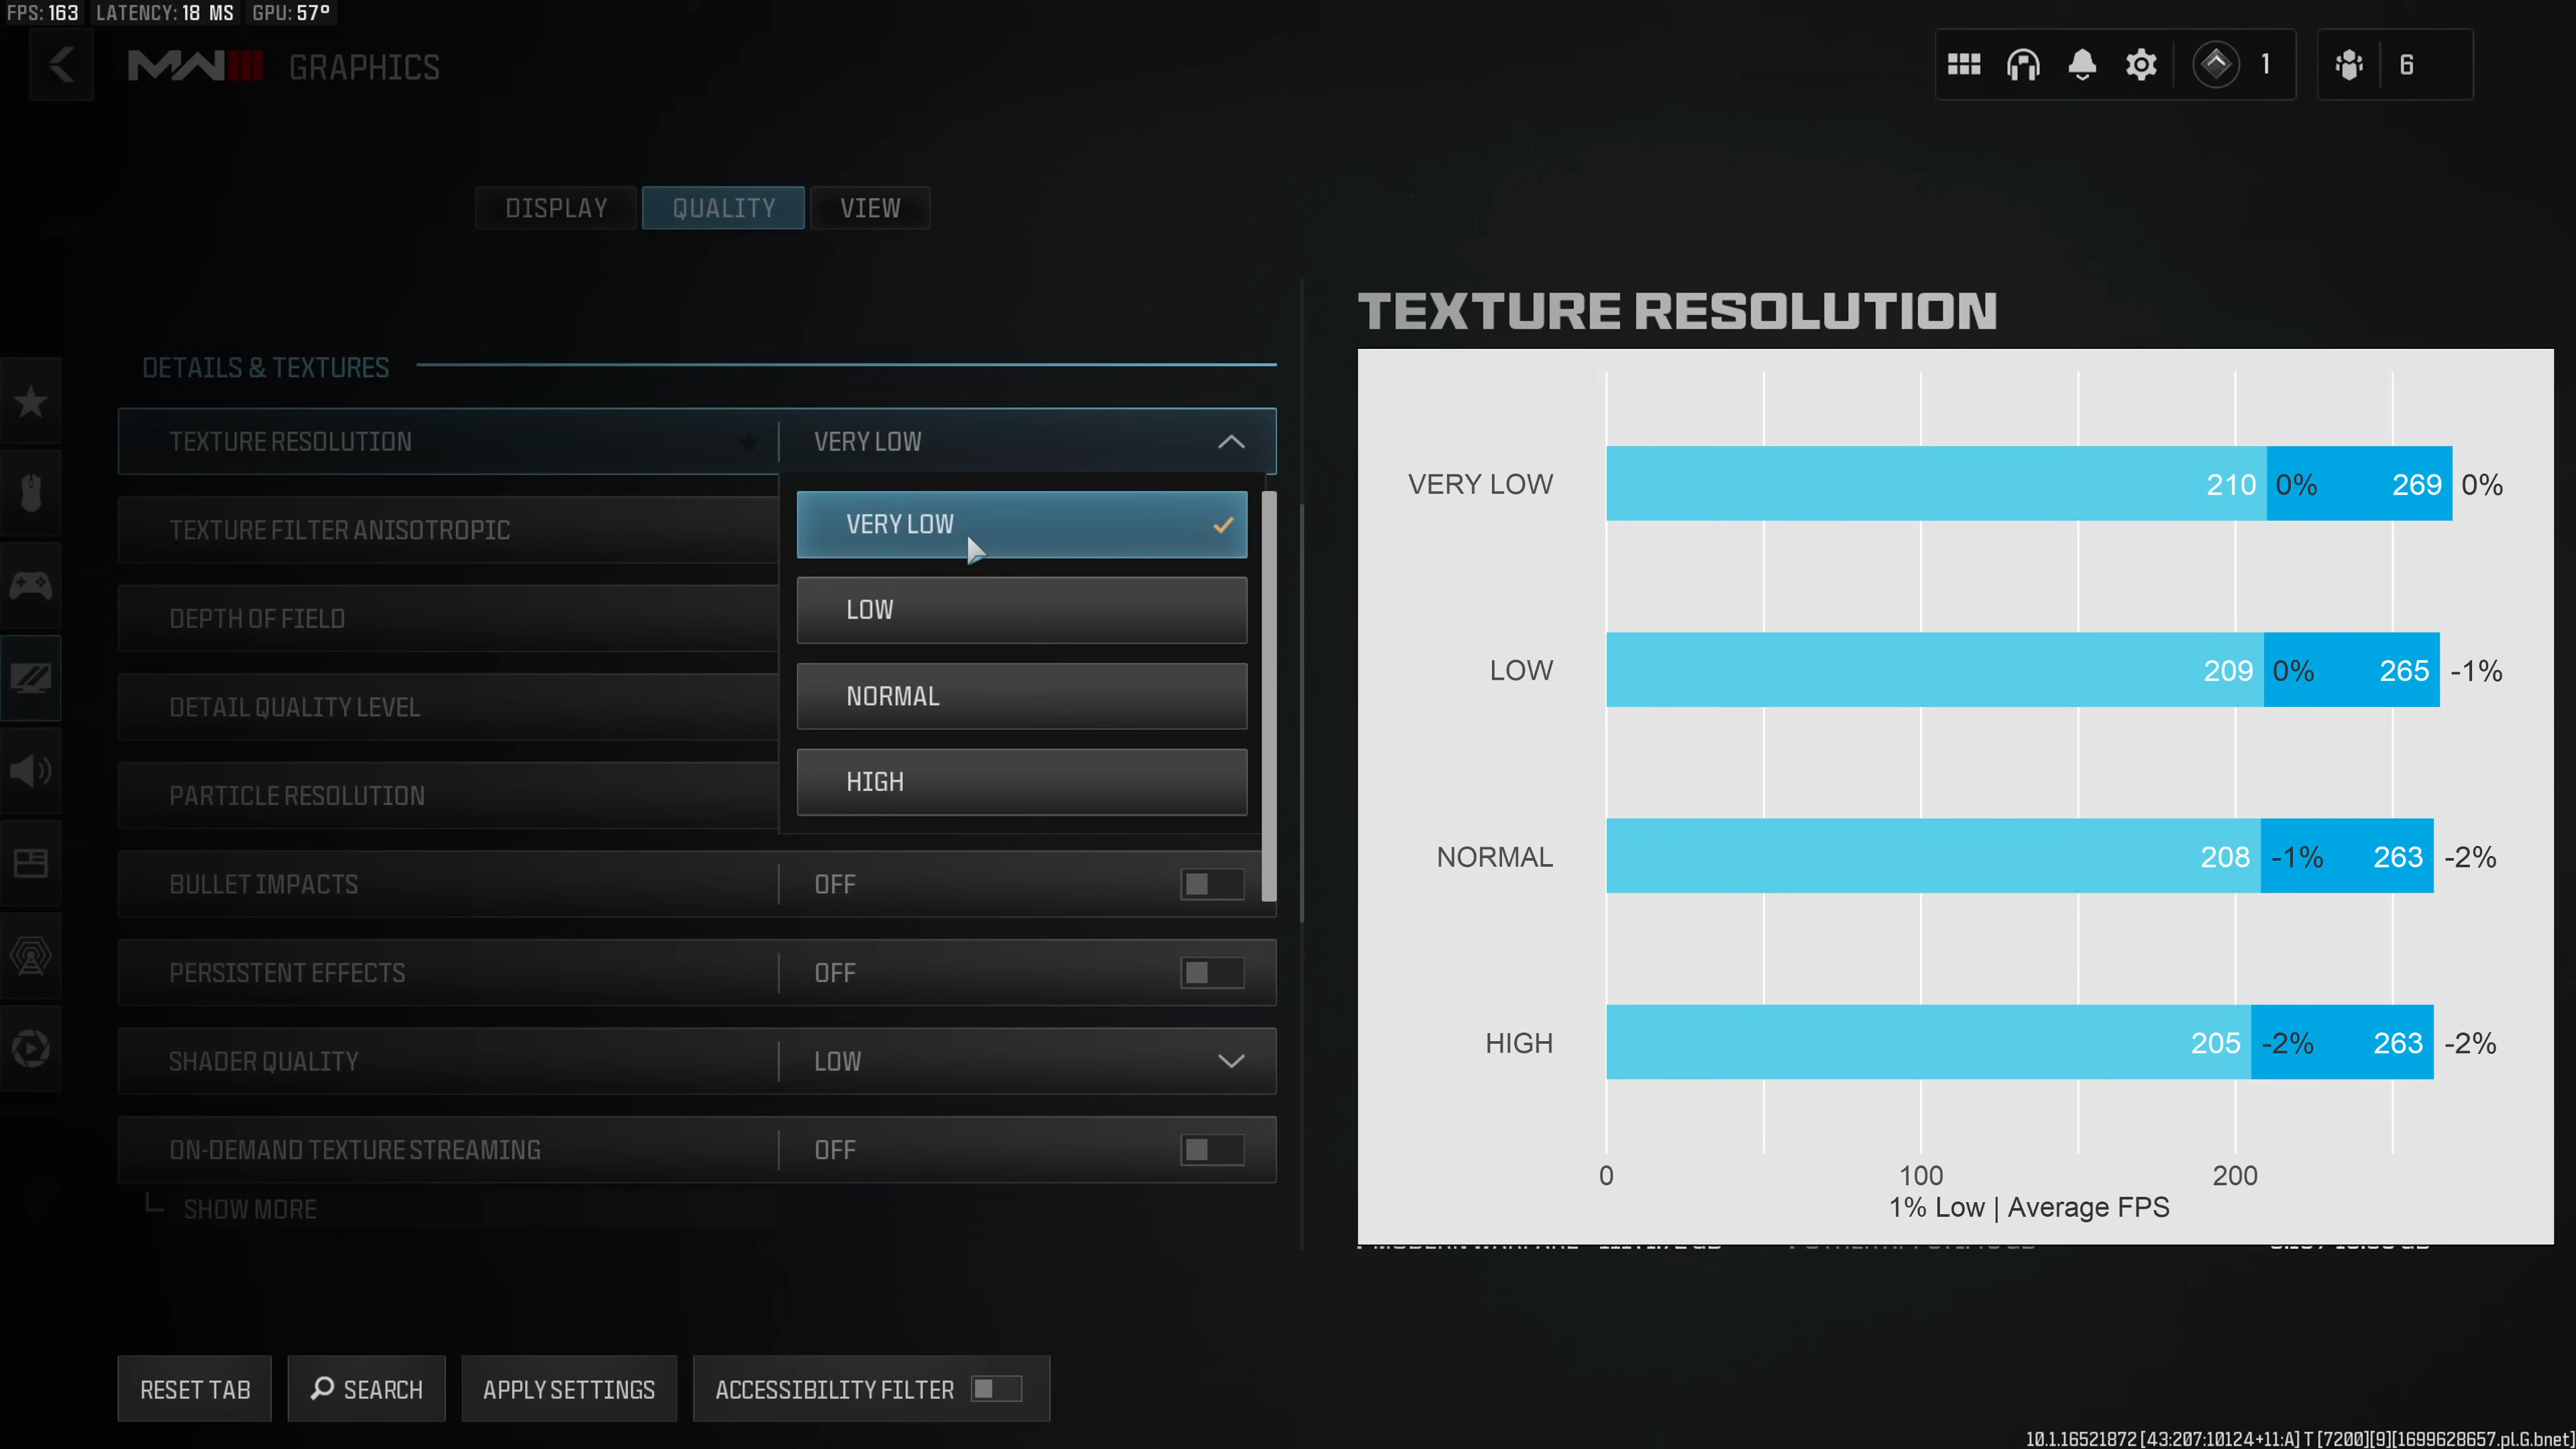 FPS: 163 LATENCY: 18 MS GPU: 57°
MWIII GRAPHICS
1 6
DISPLAY QUALITY VIEW
DETAILS & TEXTURES
TEXTURE RESOLUTION VERY LOW
VERY LOW
LOW
NORMAL
HIGH
TEXTURE FILTER ANISOTROPIC
DEPTH OF FIELD
DETAIL QUALITY LEVEL
PARTICLE RESOLUTION
BULLET IMPACTS OFF
PERSISTENT EFFECTS OFF
SHADER QUALITY LOW
ON-DEMAND TEXTURE STREAMING OFF
SHOW MORE
TEXTURE RESOLUTION
VERY LOW 210 0% 269 0%
LOW 209 0% 265 -1%
NORMAL 208 -1% 263 -2%
HIGH 205 -2% 263 -2%
0 100 200
1% Low | Average FPS
RESET TAB SEARCH APPLY SETTINGS ACCESSIBILITY FILTER
10.1.16521872 [43:207:10124+11:A] T [7200][9][1699628657.pl.G.bnet]